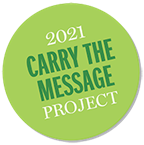 2021
CARRY THE
MESSAGE
PROJECT